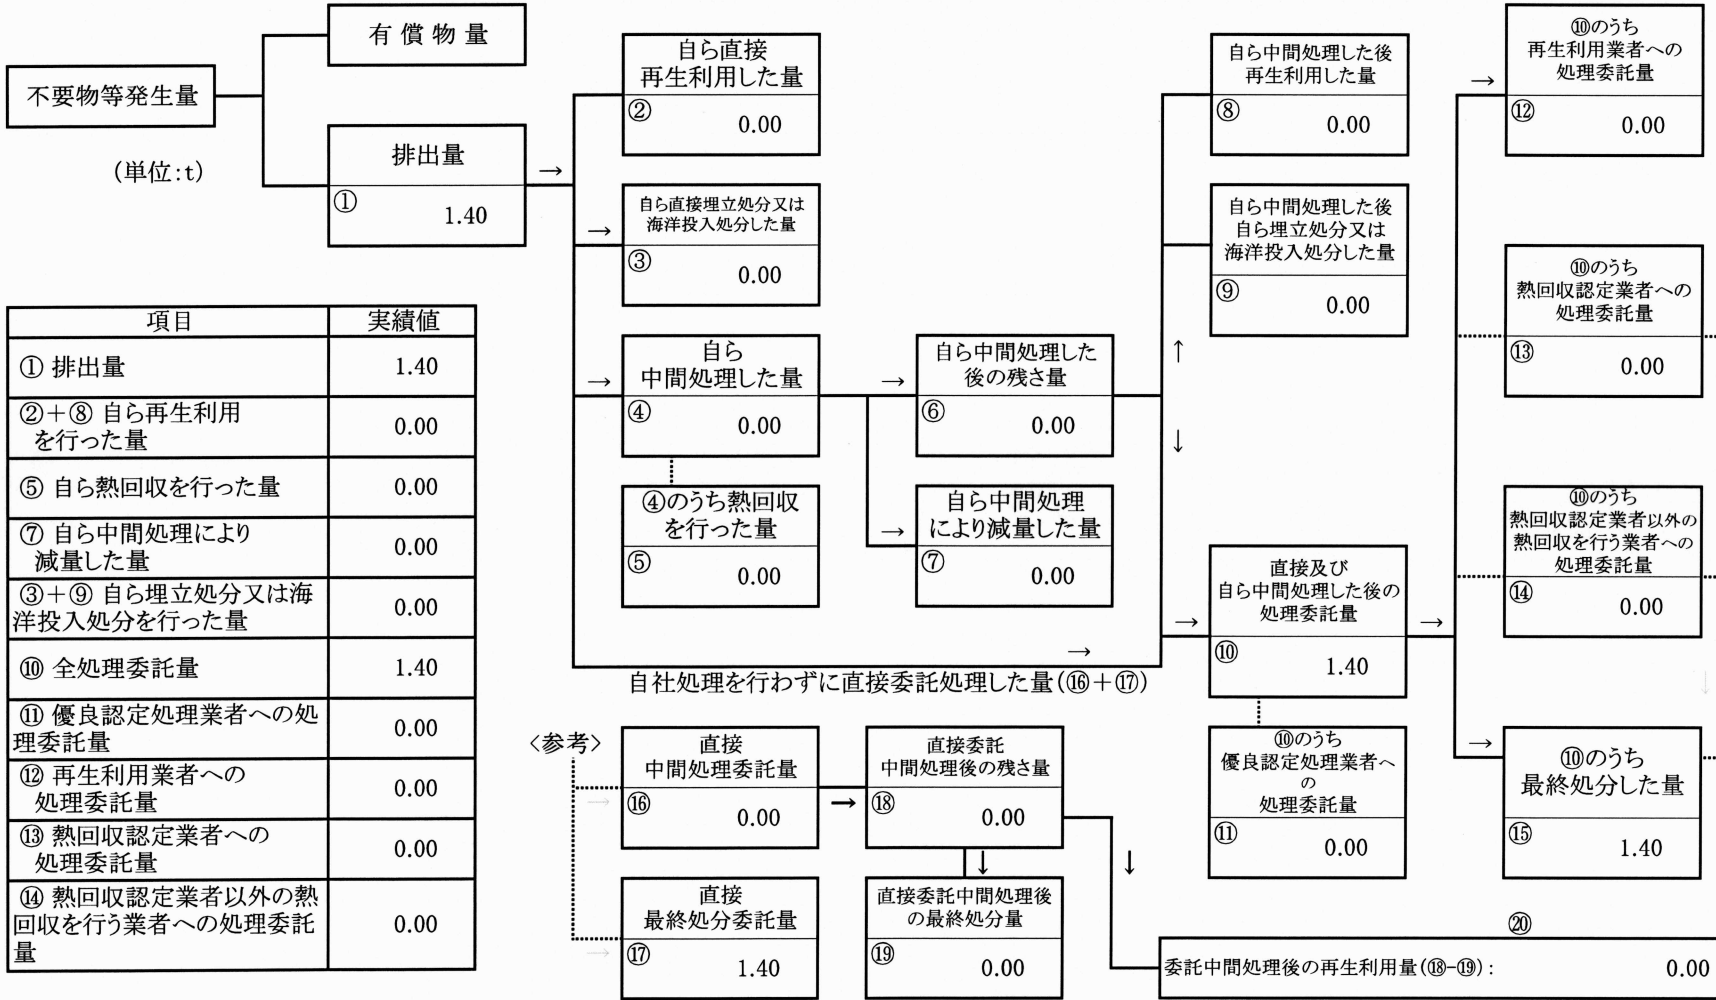 不要物等発生量
(単位:t)
有 償 物 量
排出量
①
1.40
→
自ら直接
再生利用した量
②
0.00
→
自ら直接埋立処分又は
海洋投入処分した量
③
0.00
→
自ら
中間処理した量
④
0.00
④のうち熱回収
を行った量
⑤
0.00
→
自ら中間処理した
後の残さ量
⑥
0.00
→
自ら中間処理
により減量した量
⑦
0.00
↑
↓
自ら中間処理した後
再生利用した量
⑧
0.00
自ら中間処理した後
自ら埋立処分又は
海洋投入処分した量
⑨
0.00
→
自社処理を行わずに直接委託処理した量(⑯+⑰)
→
直接及び
自ら中間処理した後の
処理委託量
⑩
1.40
⑩のうち
優良認定処理業者へ
の
処理委託量
⑪
0.00
→
→
⑩のうち
再生利用業者への
処理委託量
⑫
0.00
⑩のうち
熱回収認定業者への
処理委託量
⑬
0.00
⑩のうち
熱回収認定業者以外の
熱回収を行う業者への
処理委託量
⑭
0.00
↓
→
⑩のうち
最終処分した量
⑮
1.40
項目 実績値
① 排出量 1.40
②+⑧ 自ら再生利用
を行った量 0.00
⑤ 自ら熱回収を行った量 0.00
⑦ 自ら中間処理により
減量した量 0.00
③+⑨ 自ら埋立処分又は海
洋投入処分を行った量 0.00
⑩ 全処理委託量 1.40
⑪ 優良認定処理業者への処
理委託量 0.00
⑫ 再生利用業者への
処理委託量 0.00
⑬ 熱回収認定業者への
処理委託量 0.00
⑭ 熱回収認定業者以外の熱
回収を行う業者への処理委託
量 0.00
〈参考〉
→
直接
中間処理委託量
⑯
0.00
→
直接委託
中間処理後の残さ量
⑱
0.00
↓
↓
→
直接
最終処分委託量
⑰
1.40
直接委託中間処理後
の最終処分量
⑲
0.00
⑳
委託中間処理後の再生利用量(⑱-⑲): 0.00